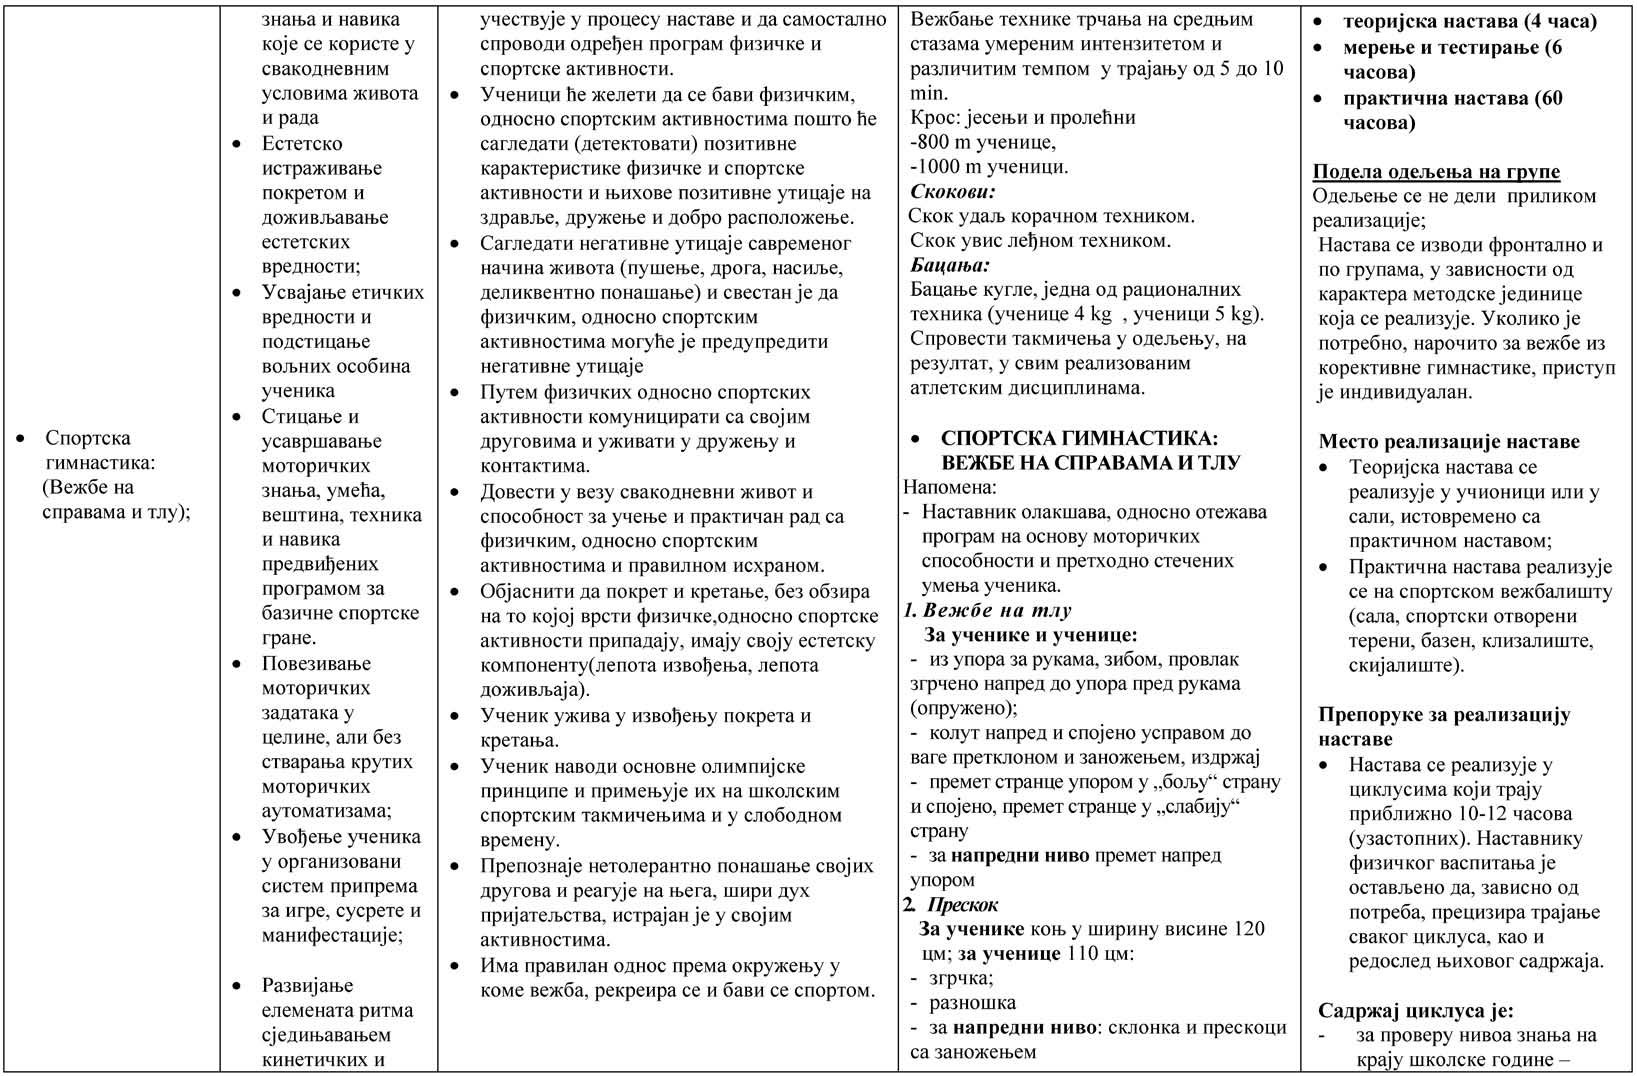 • Спортска
гимнастика:
(Вежбе на
справама и тлу);
знања и навика
које се користе у
свакодневним
условима живота
и рада
• Естетско
истраживање
покретом и
доживљавање
естетских
вредности;
• Усвајање етичких
вредности и
подстицање
вољних особина
ученика
• Стицање и
усавршавање
моторичких
знања, умећа,
вештина, техника
и навика
предвиђених
програмом за
базичне спортске
гране.
• Повезивање
моторичких
задатака у
целине, али без
стварања крутих
моторичких
аутоматизама;
• Увођење ученика
у организовани
систем припрема
за игре, сусрете и
манифестације;
• Развијање
елемената ритма
сједињавањем
кинетичких и
учествује у процесу наставе и да самостално
спроводи одређен програм физичке и
спортске активности.
• Ученици ће желети да се бави физичким,
односно спортским активностима пошто ће
сагледати (детектовати) позитивне
карактеристике физичке и спортске
активности и њихове позитивне утицаје на
здравље, дружење и добро расположење.
• Сагледати негативне утицаје савременог
начина живота (пушење, дрога, насиље,
деликвентно понашање) и свестан је да
физичким, односно спортским
активностима могуће је предупредити
негативне утицаје
• Путем физичких односно спортских
активности комуницирати са својим
друговима и уживати у дружењу и
контактима.
• Довести у везу свакодневни живот и
способност за учење и практичан рад са
физичким, односно спортским
активностима и правилном исхраном.
• Објаснити да покрет и кретање, без обзира
на то којој врсти физичке,односно спортске
активности припадају, имају своју естетску
компоненту(лепота извођења, лепота
доживљаја).
• Ученик ужива у извођењу покрета и
кретања.
• Ученик наводи основне олимпијске
принципе и примењује их на школским
спортским такмичењима и у слободном
времену.
• Препознаје нетолерантно понашање својих
другова и реагује на њега, шири дух
пријатељства, истрајан је у својим
активностима.
• Има правилан однос према окружењу у
коме вежба, рекреира се и бави се спортом.
Вежбање технике трчања на средњим
стазама умереним интензитетом и
различитим темпом у трајању од 5 до 10
min.
Крос: јесењи и пролећни
-800 m ученице,
-1000 m ученици.
Скокови:
Скок удаљ корачном техником.
Скок увис леђном техником.
Бацања:
Бацање кугле, једна од рационалних
техника (ученице 4 kg , ученици 5 kg).
Спровести такмичења у одељењу, на
резултат, у свим реализованим
атлетским дисциплинама.
• СПОРТСКА ГИМНАСТИКА:
ВЕЖБЕ НА СПРАВАМА И ТЛУ
Напомена:
- Наставник олакшава, односно отежава
програм на основу моторичких
способности и претходно стечених
умења ученика.
1. Вежбе на тлу
За ученике и ученице:
- из упора за рукама, зибом, провлак
згрчено напред до упора пред рукама
(опружено);
- колут напред и спојено усправом до
ваге претклоном и заножењем, издржај
- премет странце упором у „бољу“ страну
и спојено, премет странце у „слабију“
страну
- за напредни ниво премет напред
упором
2. Прескок
За ученике коњ у ширину висине 120
цм; за ученице 110 цм:
- згрчка;
- разношка
- за напредни ниво: склонка и прескоци
са заножењем
• теоријска настава (4 часа)
• мерење и тестирање (6
часова)
• практична настава (60
часова)
Подела одељења на групе
Одељење се не дели приликом
реализације;
Настава се изводи фронтално и
по групама, у зависности од
карактера методске јединице
која се реализује. Уколико је
потребно, нарочито за вежбе из
корективне гимнастике, приступ
је индивидуалан.
Место реализације наставе
• Теоријска настава се
реализује у учионици или у
сали, истовремено са
практичном наставом;
• Практична настава реализује
се на спортском вежбалишту
(сала, спортски отворени
терени, базен, клизалиште,
скијалиште).
Препоруке за реализацију
наставе
• Настава се реализује у
циклусима који трају
приближно 10-12 часова
(узастопних). Наставнику
физичког васпитања је
остављено да, зависно од
потреба, прецизира трајање
сваког циклуса, као и
редослед њиховог садржаја.
Садржај циклуса је:
- за проверу нивоа знања на
крају школске године –